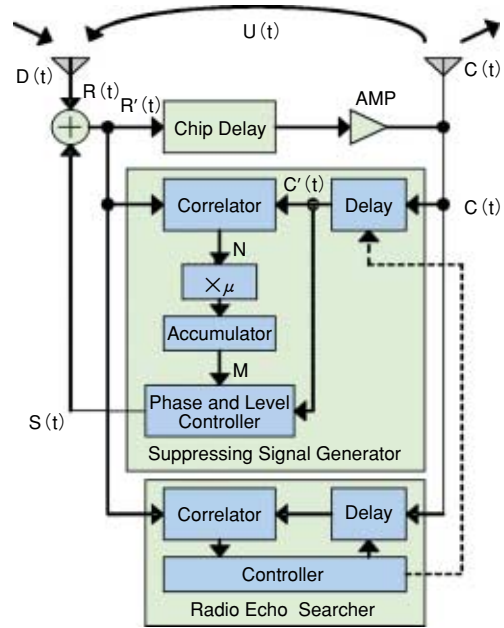 U(t)
D(t)
C(t)
R(t)
R′(t)
AMP
Chip Delay
Correlator
C′(t)
Delay
C(t)
N
×μ
Accumulator
M
Phase and Level
Controller
S(t)
Suppressing Signal Generator
Correlator
Delay
Controller
Radio Echo Searcher